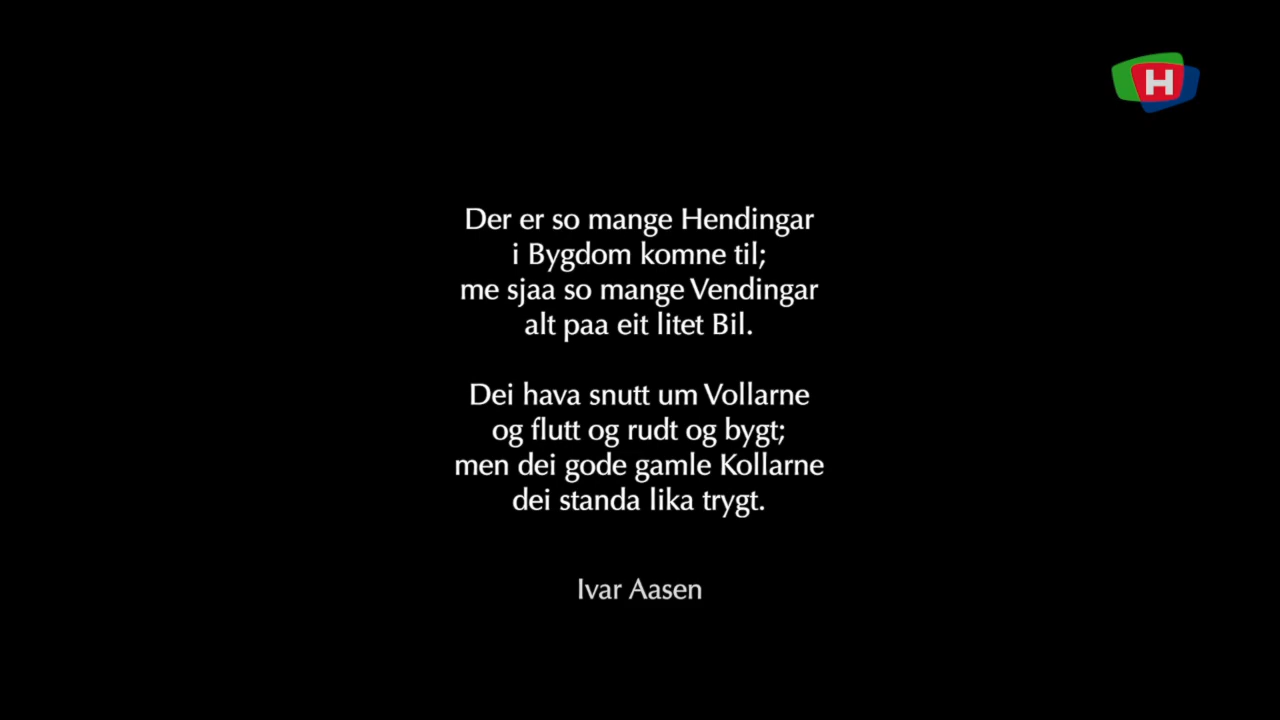 H
Der er so mange Hendingar
i Bygdom komne til;
me sjaa so mange Vendingar
alt paa eit litet Bil.
Dei hava snutt um Vollarne
og flutt og rudt og bygt;
men dei gode gamle Kollarne
dei standa lika trygt.
Ivar Aasen